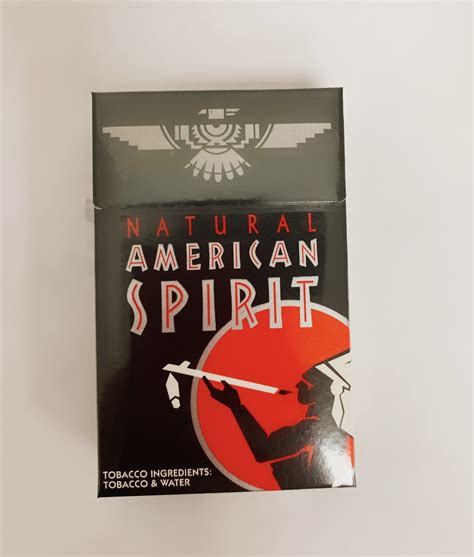 NATURAL
AMERICAN
SPIRIT
TOBACCO INGREDIENTS:
TOBACCO & WATER